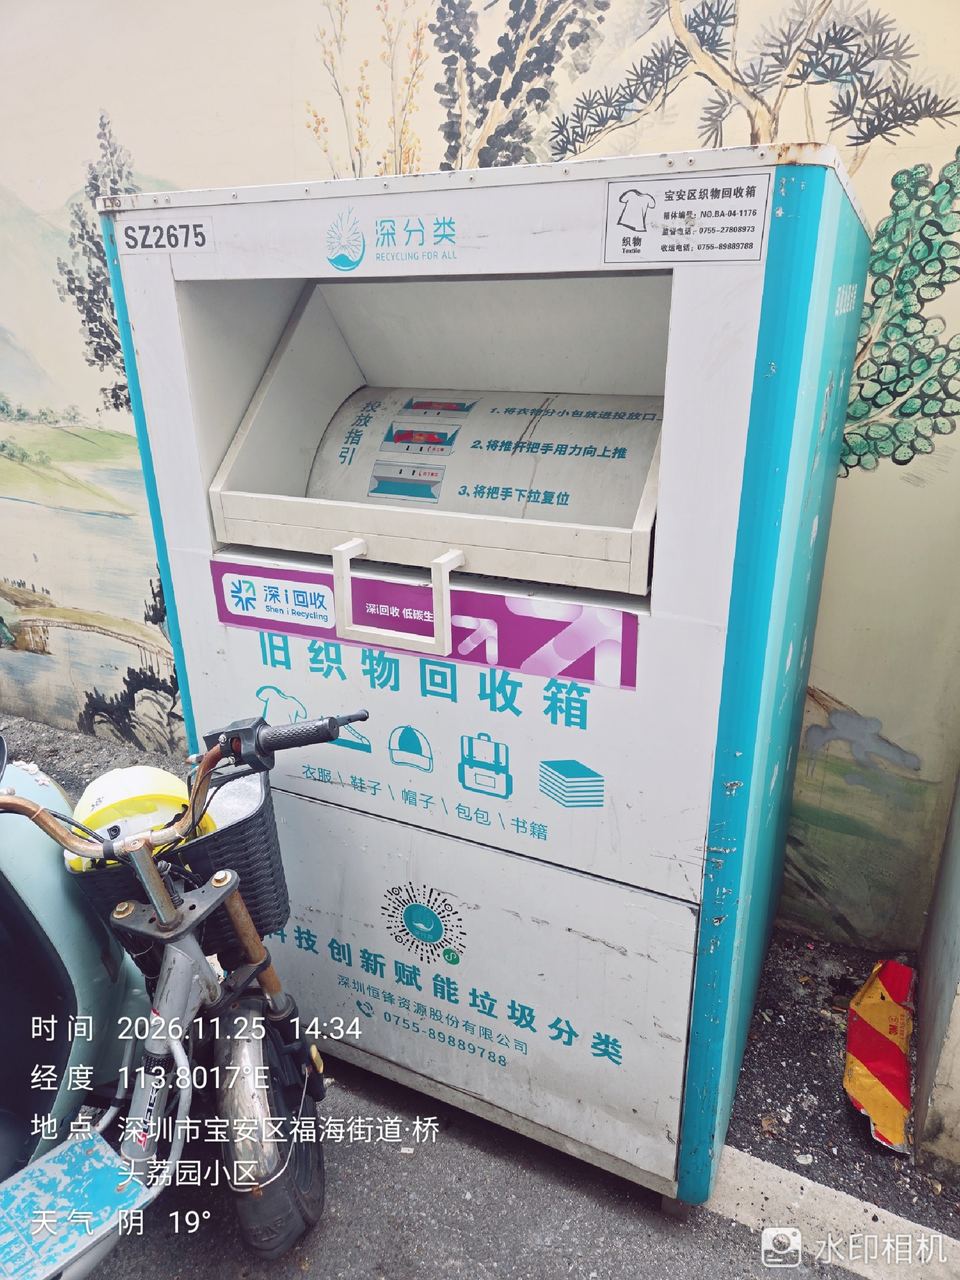 SZ2675
深分类
RECYCLING FOR ALL
宝安区织物回收箱
箱体编号：NO.BA-04-1176
监督电话：0755-27808973
收运电话：0755-89889788
织物
Textile
投放指引
1、将衣物分小包放进投放口
2、将推杆把手用力向上推
3、将把手下拉复位
深i回收
Shen i Recycling
深i回收 低碳生
旧织物回收箱
衣服\鞋子\帽子\包包\书籍
科技创新赋能垃圾分类
深圳恒锋资源股份有限公司
0755-89889788
时间 2026.11.25 14:34
经度 113.8017°E
地点 深圳市宝安区福海街道·桥
头荔园小区
天气 阴 19°
水印相机